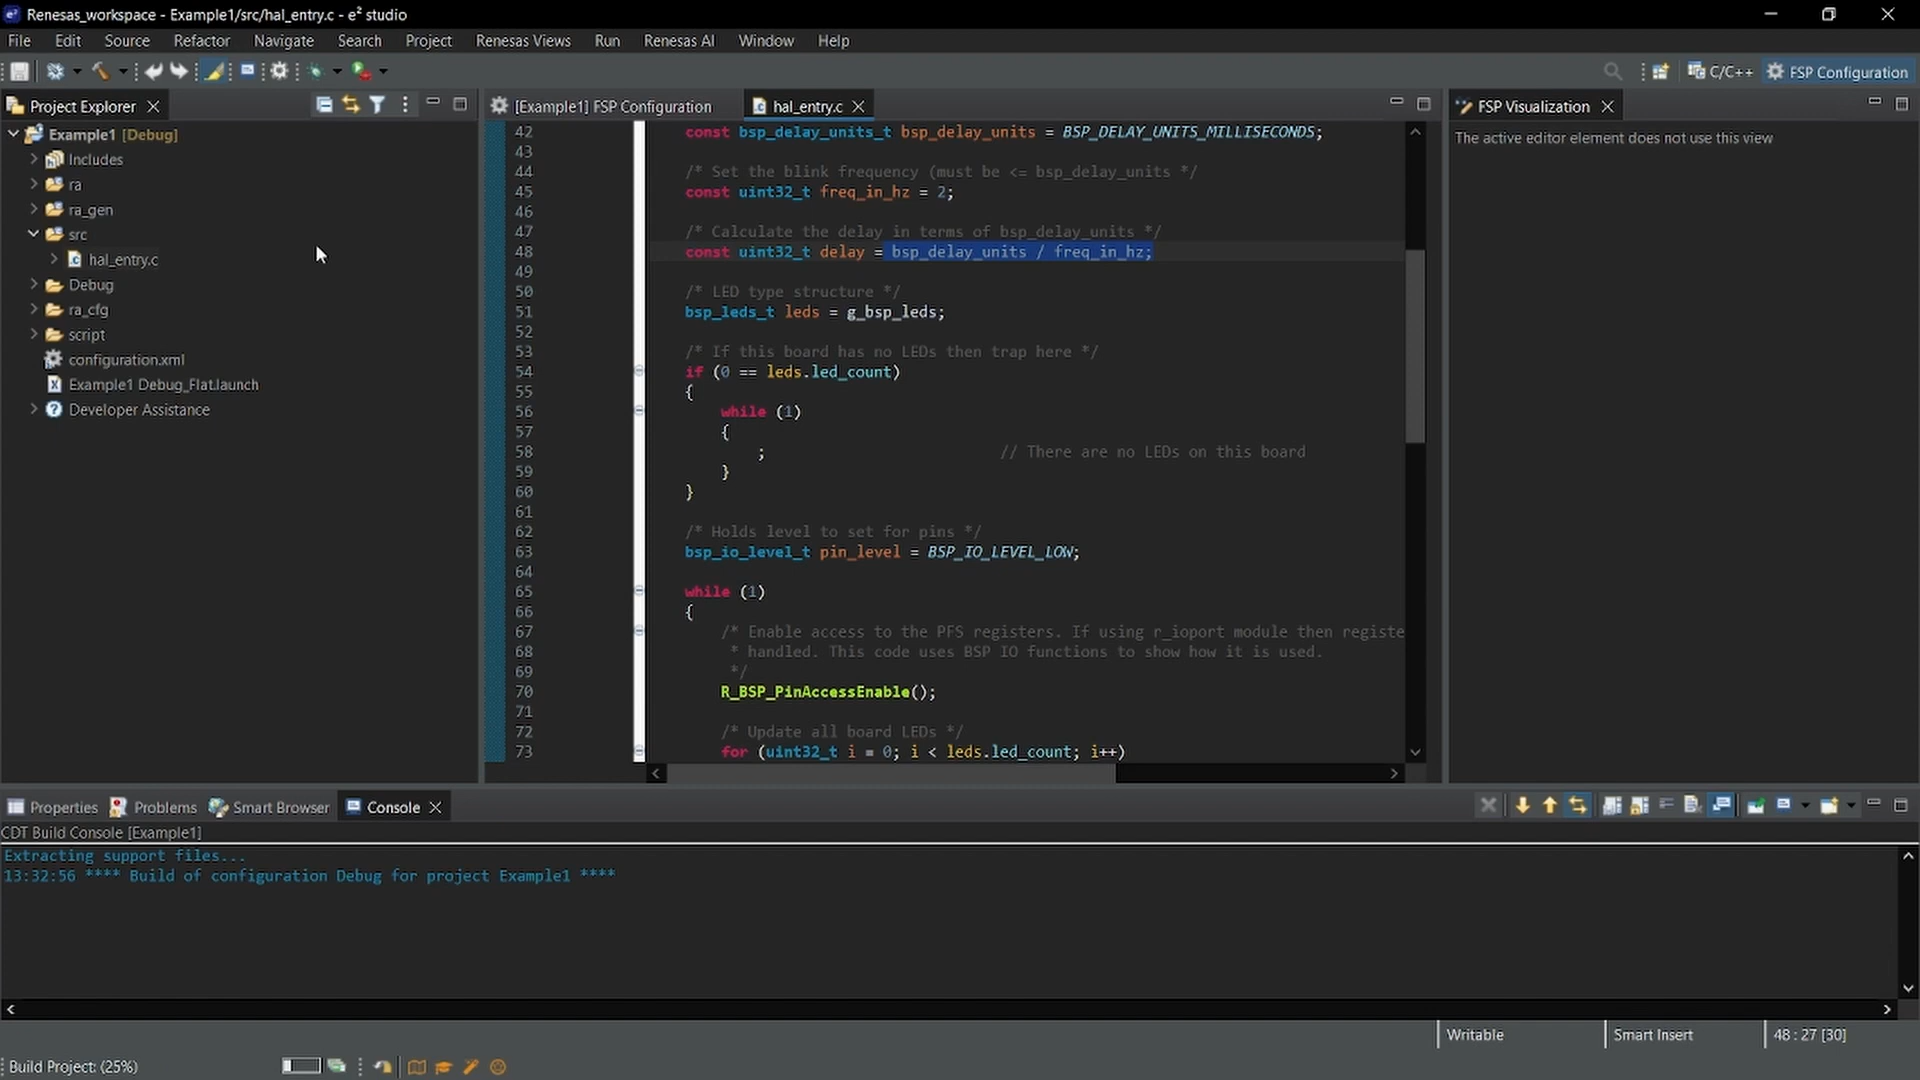 Renesas_workspace - Example1/src/hal_entry.c - e² studio
File Edit Source Refactor Navigate Search Project Renesas Views Run Renesas AI Window Help
C/C++ FSP Configuration
Project Explorer
Example1 [Debug]
Includes
ra
ra_gen
src
hal_entry.c
Debug
ra_cfg
script
configuration.xml
Example1 Debug_Flat.launch
Developer Assistance
[Example1] FSP Configuration
hal_entry.c
42 const bsp_delay_units_t bsp_delay_units = BSP_DELAY_UNITS_MILLISECONDS;
43
44 /* Set the blink frequency (must be <= bsp_delay_units */
45 const uint32_t freq_in_hz = 2;
46
47 /* Calculate the delay in terms of bsp_delay_units */
48 const uint32_t delay = bsp_delay_units / freq_in_hz;
49
50 /* LED type structure */
51 bsp_leds_t leds = g_bsp_leds;
52
53 /* If this board has no LEDs then trap here */
54 if (0 == leds.led_count)
55 {
56 while (1)
57 {
58 ; // There are no LEDs on this board
59 }
60 }
61
62 /* Holds level to set for pins */
63 bsp_io_level_t pin_level = BSP_IO_LEVEL_LOW;
64
65 while (1)
66 {
67 /* Enable access to the PFS registers. If using r_ioport module then registe
68 * handled. This code uses BSP IO functions to show how it is used.
69 */
70 R_BSP_PinAccessEnable();
71
72 /* Update all board LEDs */
73 for (uint32_t i = 0; i < leds.led_count; i++)
FSP Visualization
The active editor element does not use this view
Properties Problems Smart Browser Console
CDT Build Console [Example1]
Extracting support files...
13:32:56 **** Build of configuration Debug for project Example1 ****
Writable Smart Insert 48 : 27 [30]
Build Project: (25%)